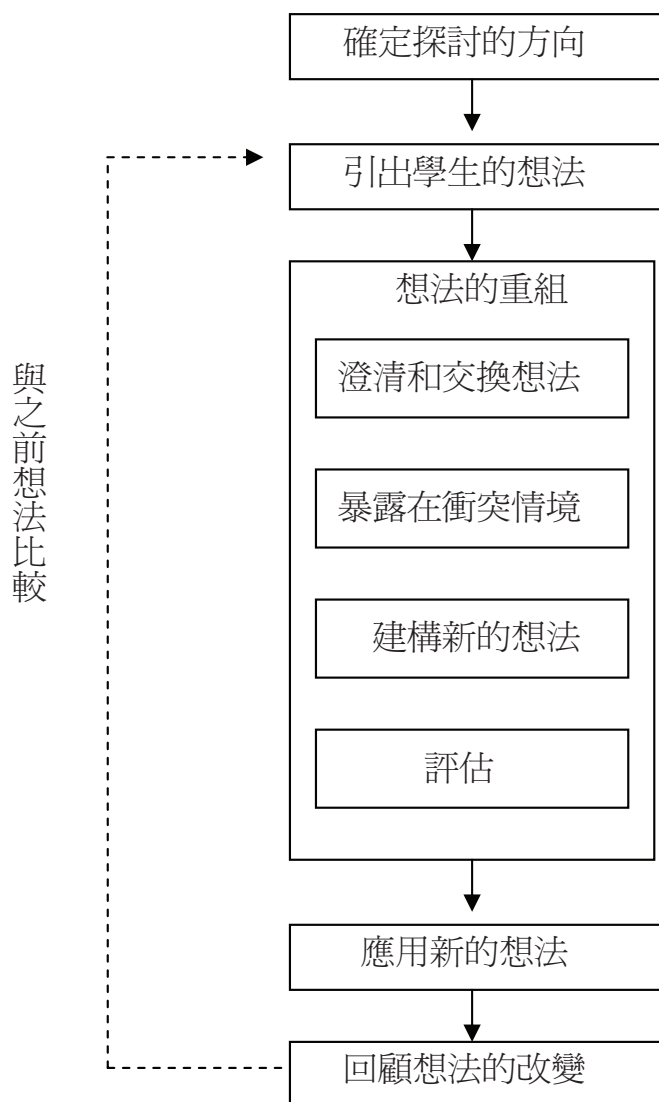 確定探討的方向
引出學生的想法
想法的重組
澄清和交換想法
暴露在衝突情境
建構新的想法
評估
應用新的想法
回顧想法的改變
與之前想法比較